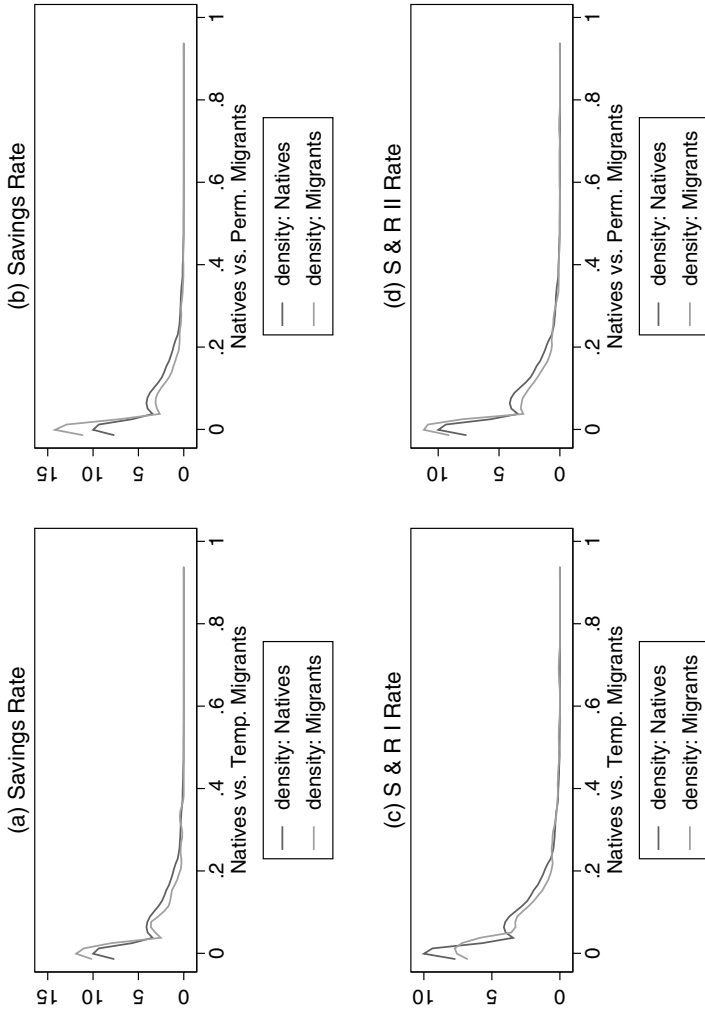 (a) Savings Rate
15
10
5
0
0 .2 .4 .6 .8 1
Natives vs. Temp. Migrants
density: Natives
density: Migrants
(b) Savings Rate
15
10
5
0
0 .2 .4 .6 .8 1
Natives vs. Perm. Migrants
density: Natives
density: Migrants
(c) S & R I Rate
10
5
0
0 .2 .4 .6 .8 1
Natives vs. Temp. Migrants
density: Natives
density: Migrants
(d) S & R II Rate
10
5
0
0 .2 .4 .6 .8 1
Natives vs. Perm. Migrants
density: Natives
density: Migrants